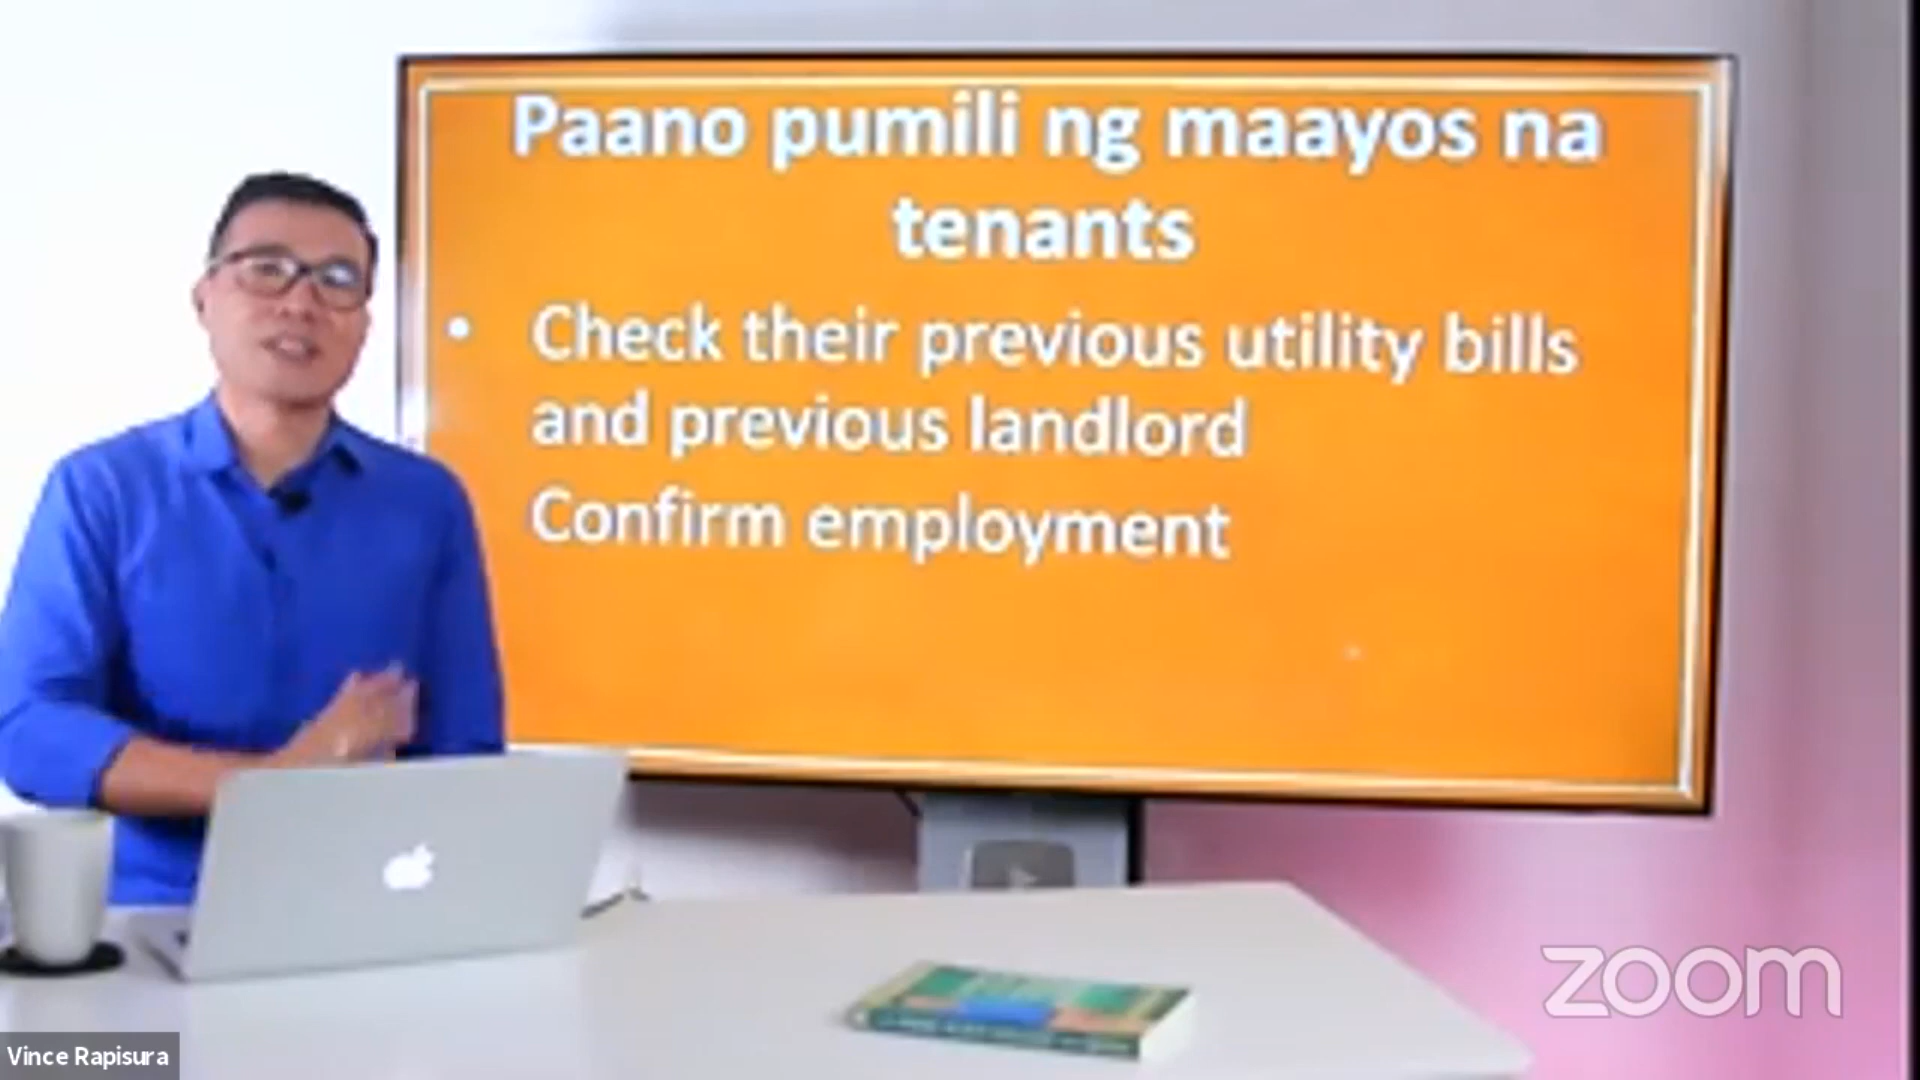 Paano pumili ng maayos na
tenants
• Check their previous utility bills
and previous landlord
Confirm employment
zoom
Vince Rapisura